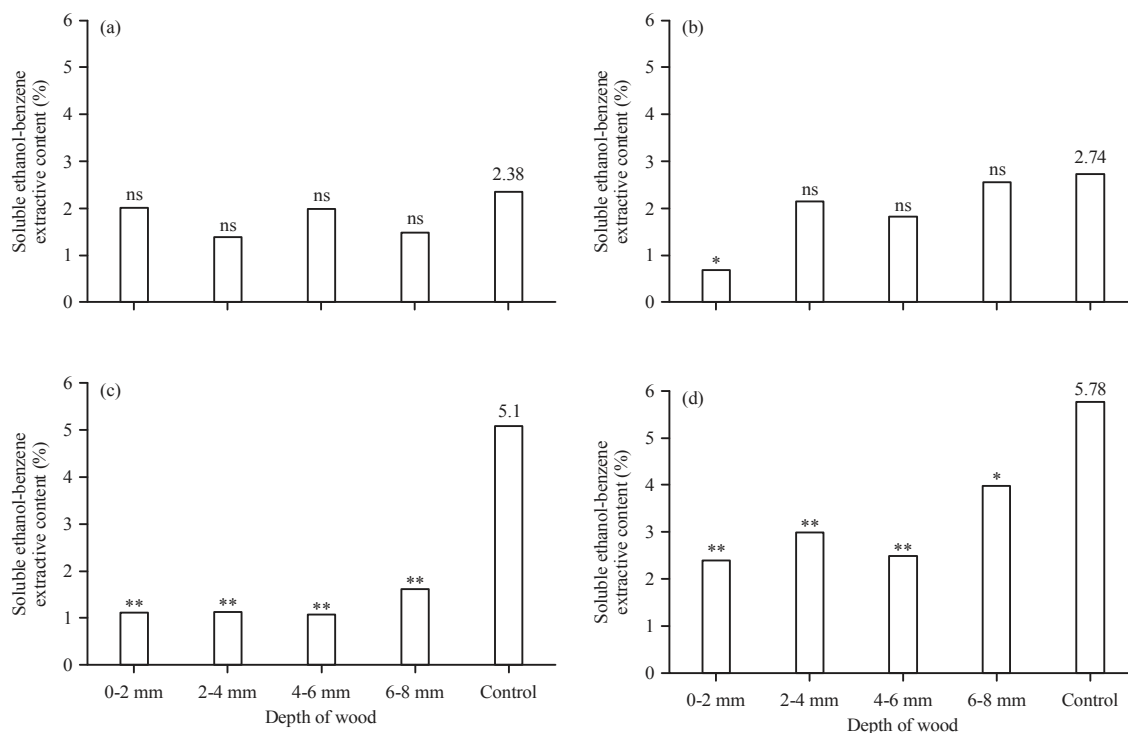 (a)
Soluble ethanol-benzene
extractive content (%)
6
5
4
3
2
1
0
ns
ns
ns
ns
2.38
(b)
Soluble ethanol-benzene
extractive content (%)
6
5
4
3
2
1
0
*
ns
ns
ns
2.74
(c)
Soluble ethanol-benzene
extractive content (%)
6
5
4
3
2
1
0
**
**
**
**
5.1
0-2 mm 2-4 mm 4-6 mm 6-8 mm Control
Depth of wood
(d)
Soluble ethanol-benzene
extractive content (%)
6
5
4
3
2
1
0
**
**
**
*
5.78
0-2 mm 2-4 mm 4-6 mm 6-8 mm Control
Depth of wood